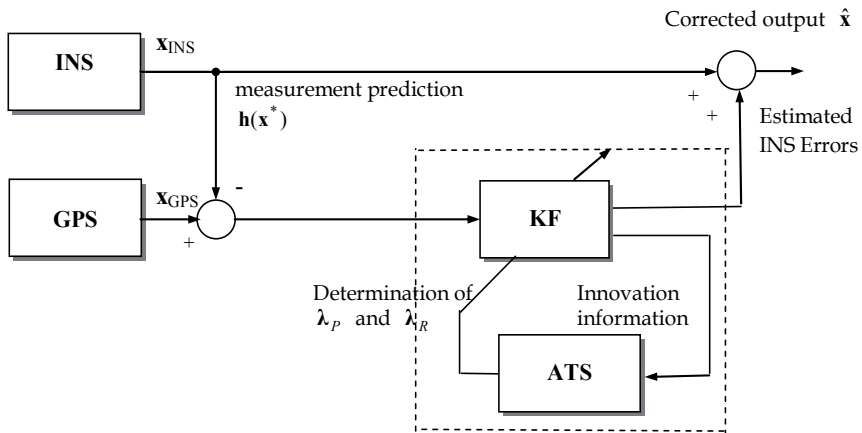 Corrected output x̂
INS
x_INS
measurement prediction
h(x*)
+
+
Estimated
INS Errors
-
GPS
x_GPS
+
KF
Determination of
λ_P and λ_R
Innovation
information
ATS